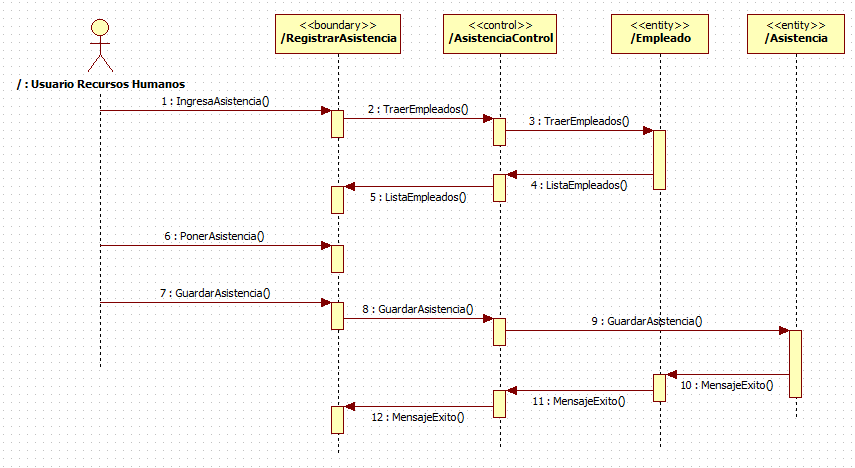 <<boundary>>
/RegistrarAsistencia
<<control>>
/AsistenciaControl
<<entity>>
/Empleado
<<entity>>
/Asistencia
/ : Usuario Recursos Humanos
1 : IngresaAsistencia()
2 : TraerEmpleados()
3 : TraerEmpleados()
4 : ListaEmpleados()
5 : ListaEmpleados()
6 : PonerAsistencia()
7 : GuardarAsistencia()
8 : GuardarAsistencia()
9 : GuardarAsistencia()
10 : MensajeExito()
11 : MensajeExito()
12 : MensajeExito()